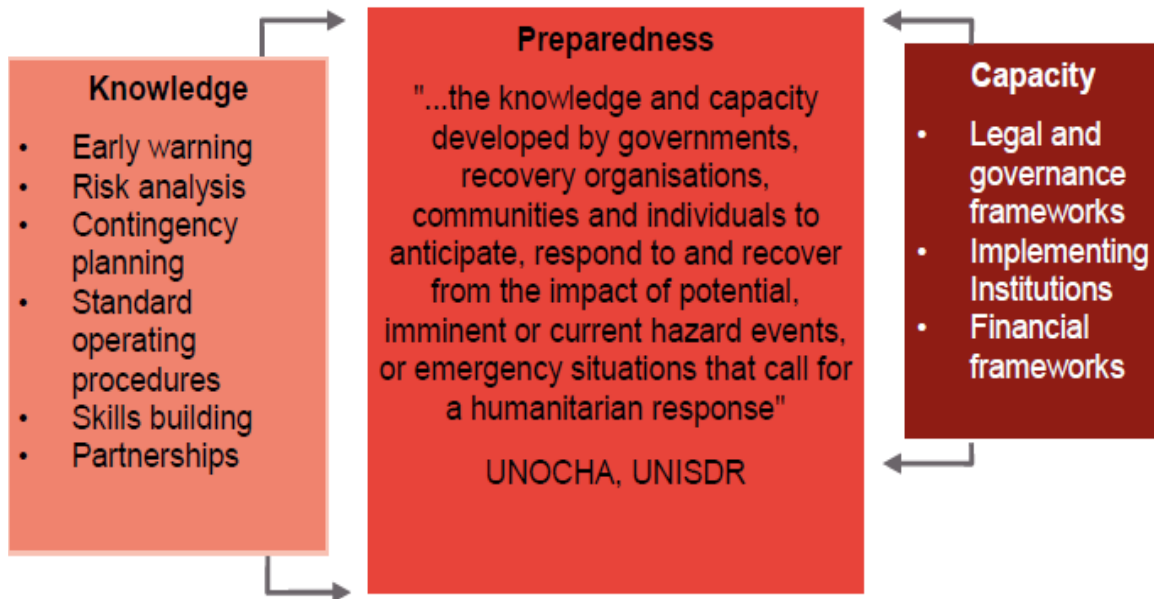 Knowledge
• Early warning
• Risk analysis
• Contingency
planning
• Standard
operating
procedures
• Skills building
• Partnerships
Preparedness
"...the knowledge and capacity
developed by governments,
recovery organisations,
communities and individuals to
anticipate, respond to and recover
from the impact of potential,
imminent or current hazard events,
or emergency situations that call for
a humanitarian response"
UNOCHA, UNISDR
Capacity
• Legal and
governance
frameworks
• Implementing
Institutions
• Financial
frameworks